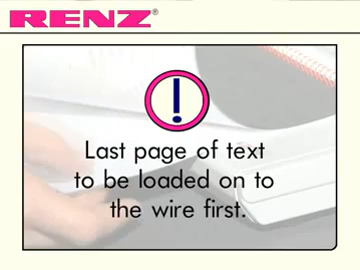 RENZ®
!
Last page of text
to be loaded on to
the wire first.